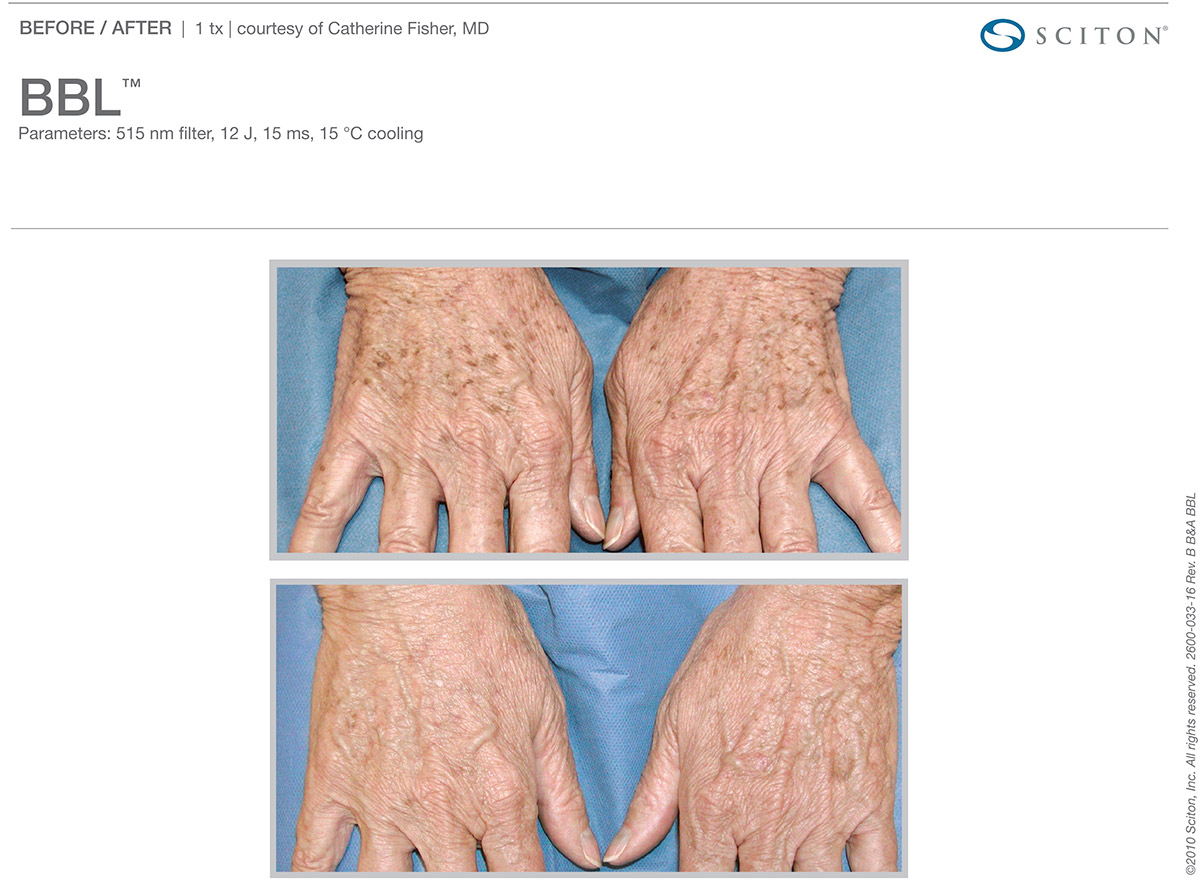 BEFORE / AFTER | 1 tx | courtesy of Catherine Fisher, MD
SCITON®
BBL™
Parameters: 515 nm filter, 12 J, 15 ms, 15 °C cooling
©2010 Sciton, Inc. All rights reserved. 2600-033-16 Rev. B B&A BBL